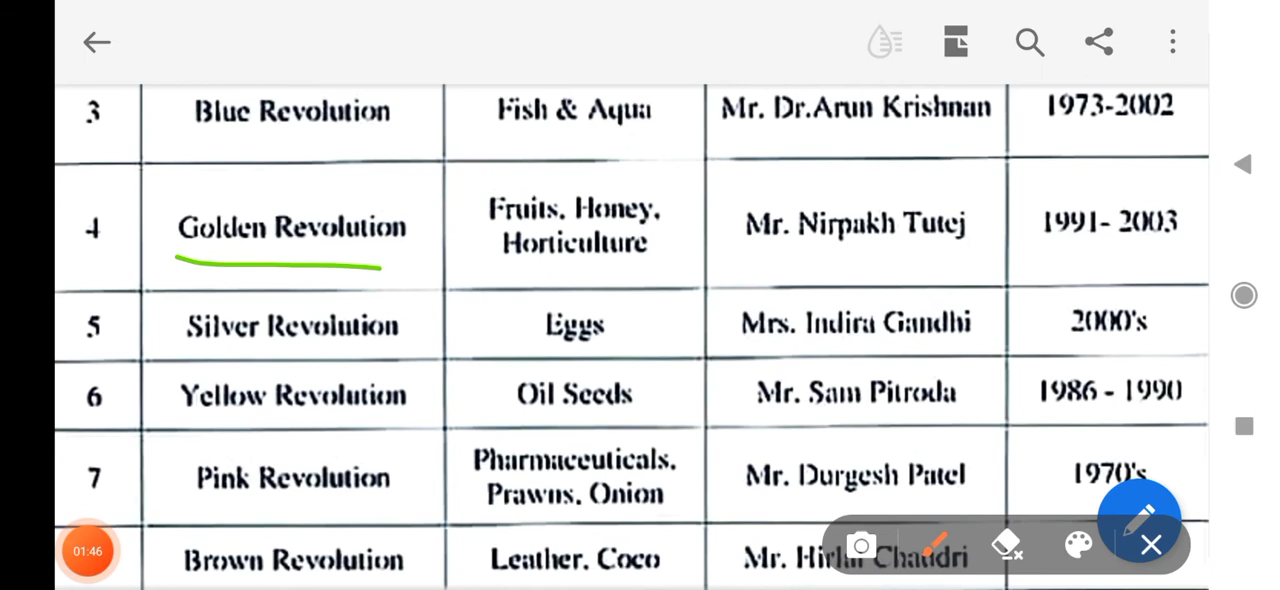 3 Blue Revolution Fish & Aqua Mr. Dr.Arun Krishnan 1973-2002
4 Golden Revolution Fruits, Honey, Horticulture Mr. Nirpakh Tutej 1991- 2003
5 Silver Revolution Eggs Mrs. Indira Gandhi 2000's
6 Yellow Revolution Oil Seeds Mr. Sam Pitroda 1986 - 1990
7 Pink Revolution Pharmaceuticals, Prawns, Onion Mr. Durgesh Patel 1970's
Brown Revolution Leather, Coco Mr. Chaudri
01:46